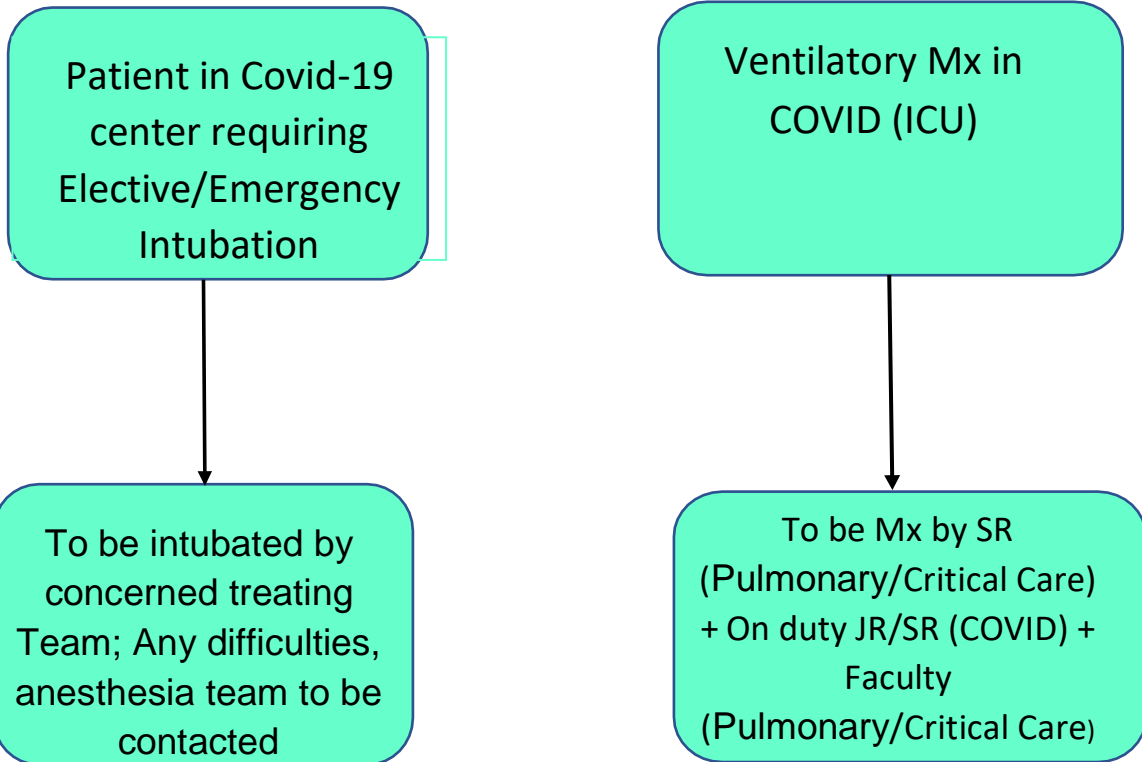 Patient in Covid-19
center requiring
Elective/Emergency
Intubation
Ventilatory Mx in
COVID (ICU)
To be intubated by
concerned treating
Team; Any difficulties,
anesthesia team to be
contacted
To be Mx by SR
(Pulmonary/Critical Care)
+ On duty JR/SR (COVID) +
Faculty
(Pulmonary/Critical Care)